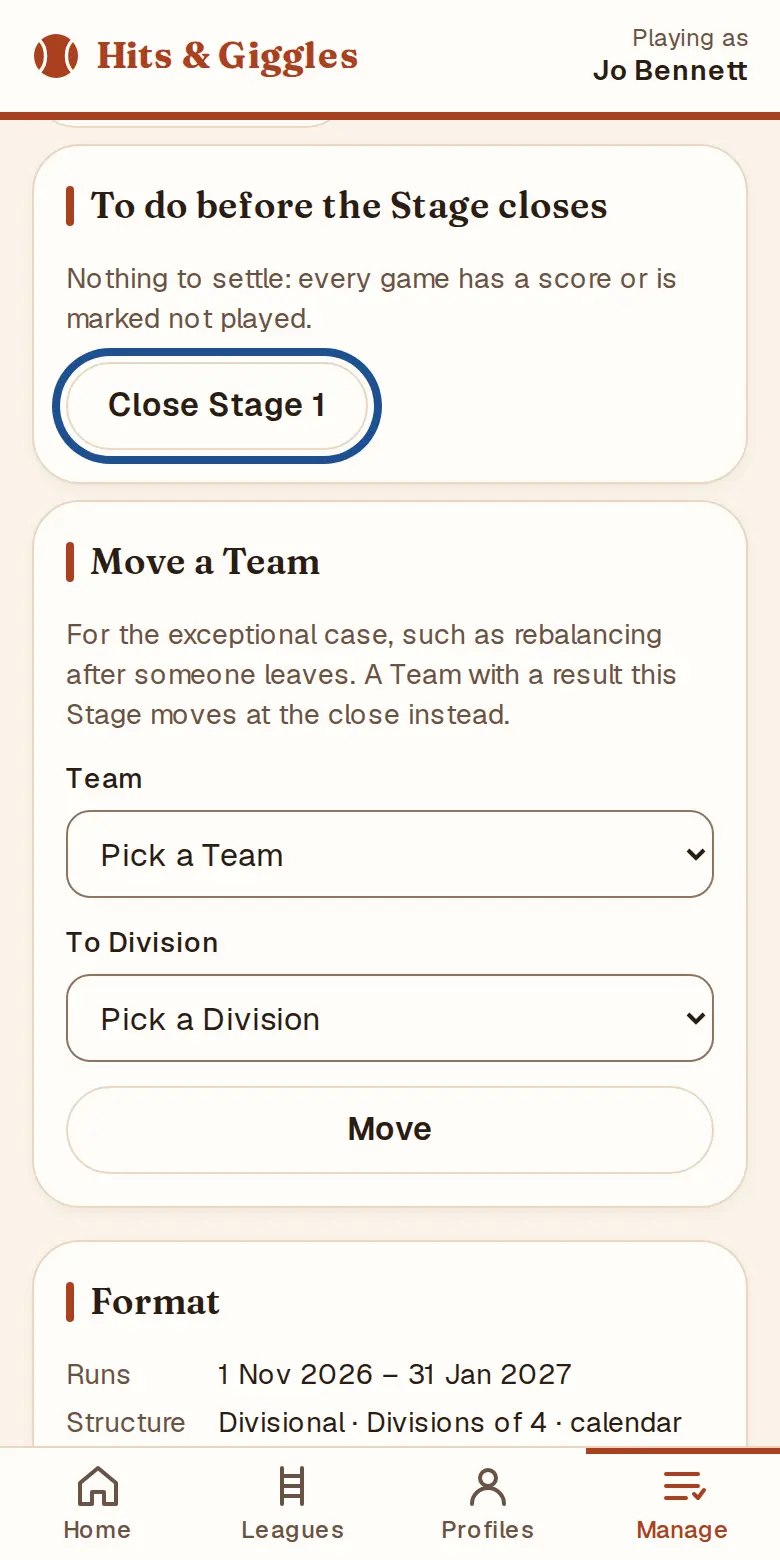 Hits & Giggles
Playing as
Jo Bennett
To do before the Stage closes
Nothing to settle: every game has a score or is
marked not played.
Close Stage 1
Move a Team
For the exceptional case, such as rebalancing
after someone leaves. A Team with a result this
Stage moves at the close instead.
Team
Pick a Team
To Division
Pick a Division
Move
Format
Runs 1 Nov 2026 – 31 Jan 2027
Structure Divisional · Divisions of 4 · calendar
Home Leagues Profiles Manage